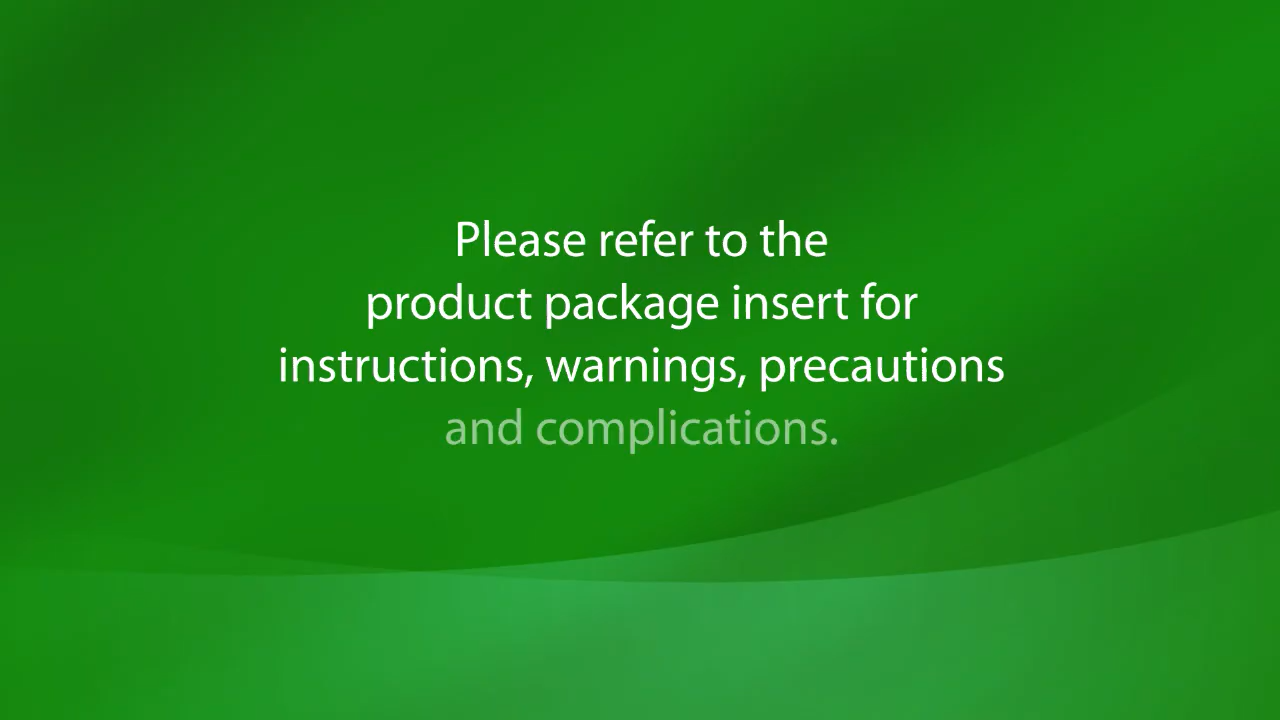 Please refer to the
product package insert for
instructions, warnings, precautions
and complications.